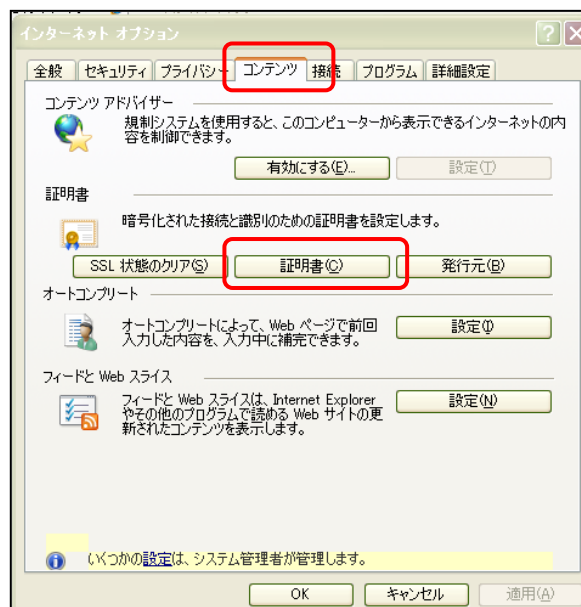 インターネット オプション
全般 セキュリティ プライバシー コンテンツ 接続 プログラム 詳細設定
コンテンツ アドバイザー
規制システムを使用すると、このコンピューターから表示できるインターネットの内
容を制御できます。
有効にする(E)... 設定(T)
証明書
暗号化された接続と識別のための証明書を設定します。
SSL 状態のクリア(S) 証明書(C) 発行元(B)
オートコンプリート
オートコンプリートによって、Web ページで前回 設定(I)
入力した内容を、入力中に補完できます。
フィードと Web スライス
フィードと Web スライスは、Internet Explorer 設定(N)
やその他のプログラムで読める Web サイトの更
新されたコンテンツを表示します。
いくつかの設定は、システム管理者が管理します。
OK キャンセル 適用(A)